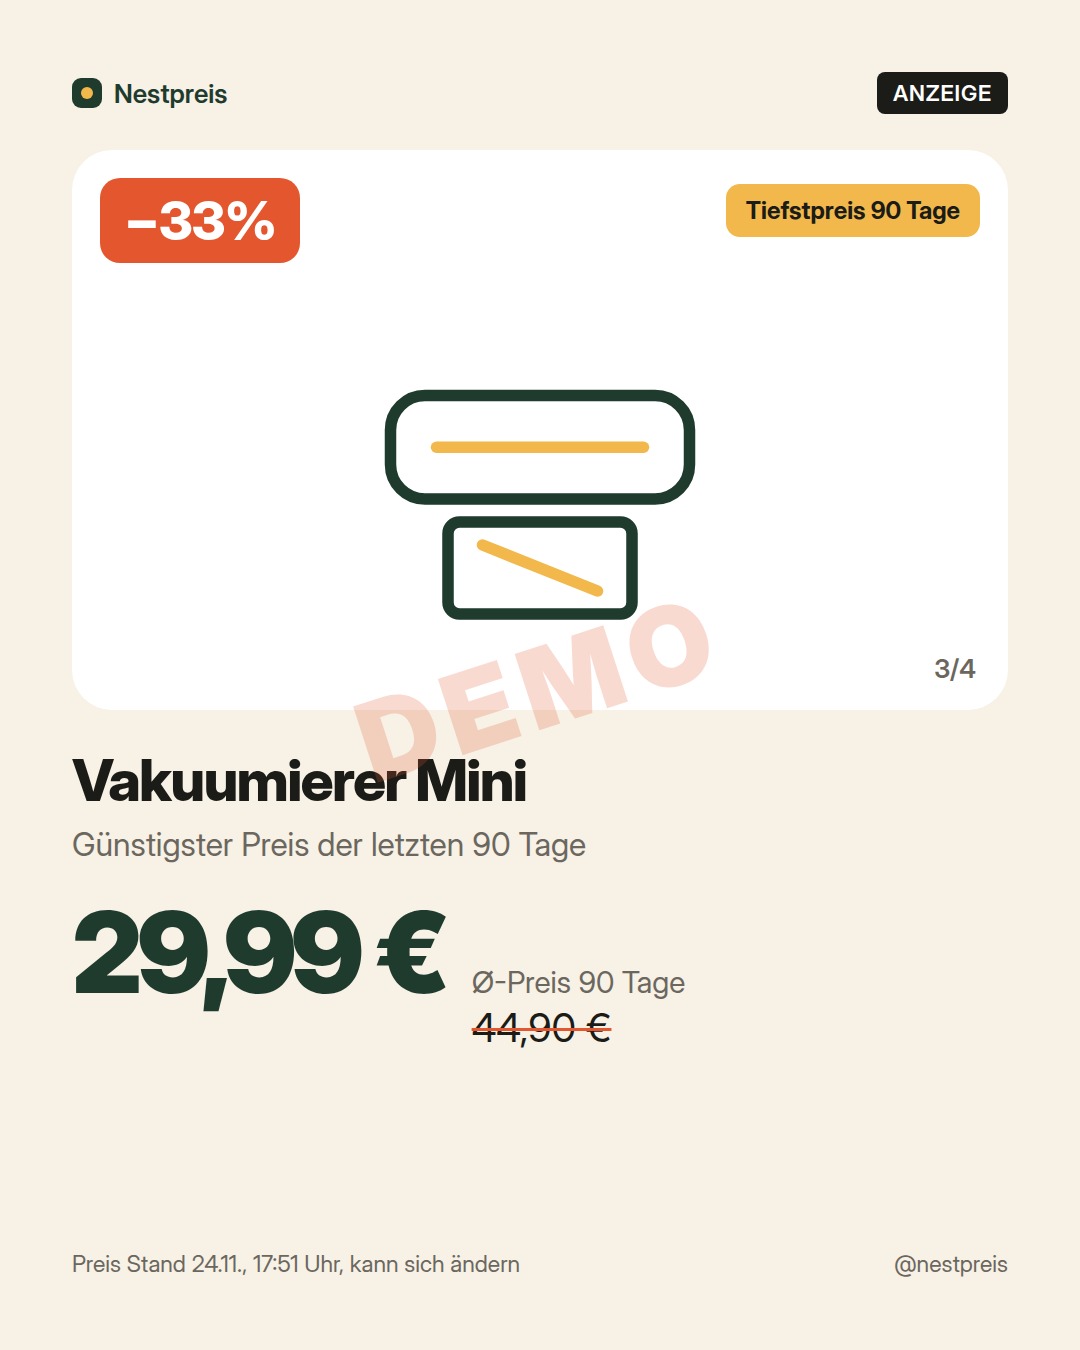 Nestpreis
ANZEIGE
−33%
Tiefstpreis 90 Tage
3/4
DEMO
Vakuumierer Mini
Günstigster Preis der letzten 90 Tage
29,99 €
Ø-Preis 90 Tage
44,90 €
Preis Stand 24.11., 17:51 Uhr, kann sich ändern
@nestpreis